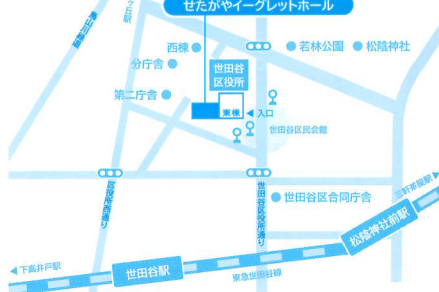 せたがやイーグレットホール
西棟
若林公園
松陰神社
分庁舎
世田谷
区役所
第二庁舎
東棟
入口
世田谷区民会館
区役所西通り
世田谷区役所通り
世田谷区合同庁舎
三軒茶屋駅
松陰神社前駅
下高井戸駅
世田谷駅
東急世田谷線